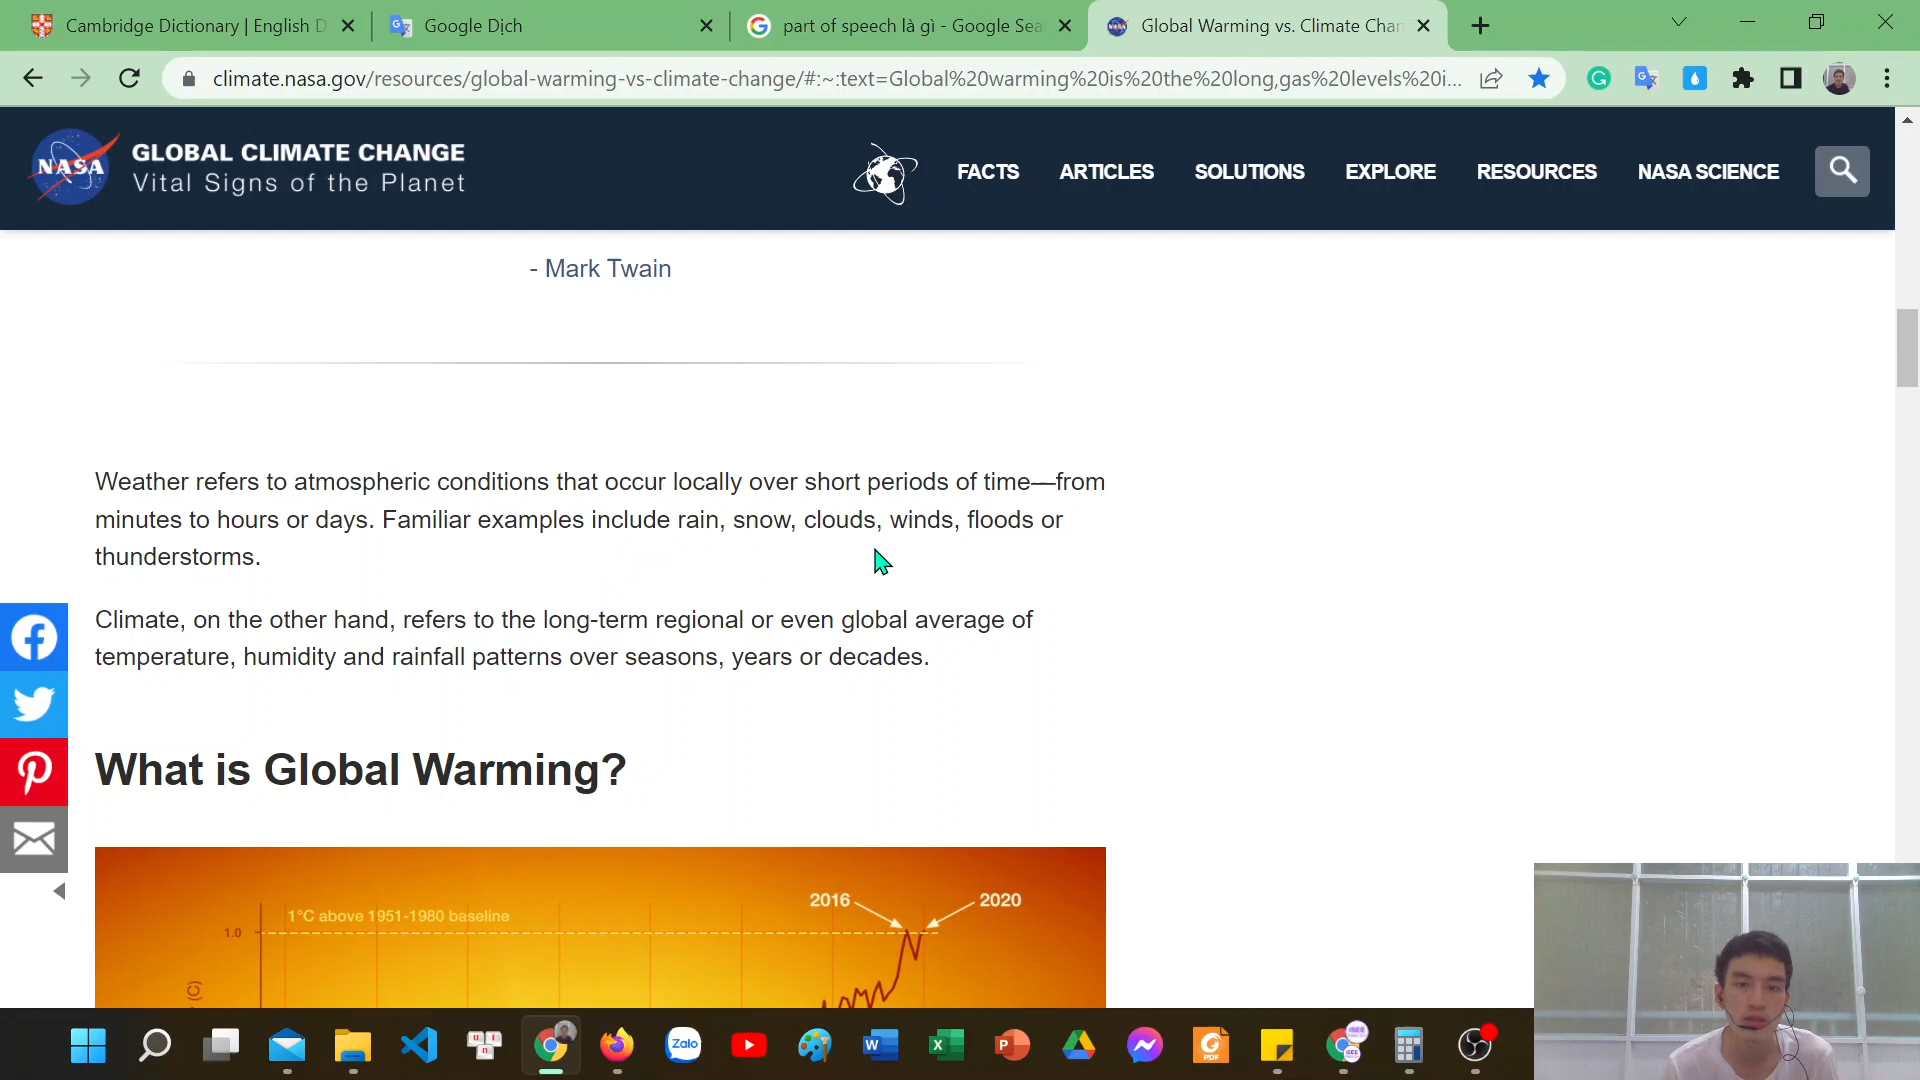 Cambridge Dictionary | English D
Google Dịch
part of speech là gì - Google Sea
Global Warming vs. Climate Chan
climate.nasa.gov/resources/global-warming-vs-climate-change/#:~:text=Global%20warming%20is%20the%20long,gas%20levels%20i...
NASA
GLOBAL CLIMATE CHANGE
Vital Signs of the Planet
FACTS
ARTICLES
SOLUTIONS
EXPLORE
RESOURCES
NASA SCIENCE
- Mark Twain
Weather refers to atmospheric conditions that occur locally over short periods of time—from
minutes to hours or days. Familiar examples include rain, snow, clouds, winds, floods or
thunderstorms.
Climate, on the other hand, refers to the long-term regional or even global average of
temperature, humidity and rainfall patterns over seasons, years or decades.
What is Global Warming?
2016
2020
1°C above 1951-1980 baseline
1.0
(C)
Zalo
W
X
P
PDF
iSEE
iSEE